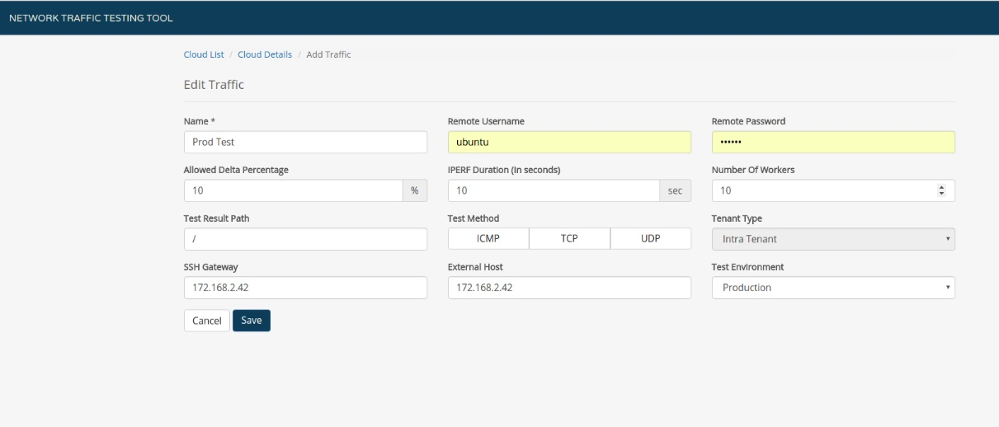 NETWORK TRAFFIC TESTING TOOL
Cloud List / Cloud Details / Add Traffic
Edit Traffic
Name * Remote Username Remote Password
Prod Test ubuntu ••••••
Allowed Delta Percentage IPERF Duration (In seconds) Number Of Workers
10 % 10 sec 10
Test Result Path Test Method Tenant Type
/ ICMP TCP UDP Intra Tenant
SSH Gateway External Host Test Environment
172.168.2.42 172.168.2.42 Production
Cancel Save